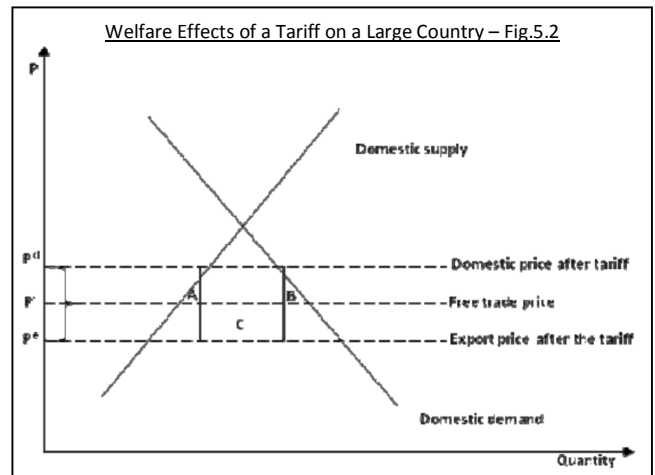 Welfare Effects of a Tariff on a Large Country – Fig.5.2
P
Domestic supply
Pd
Domestic price after tariff
A
B
Free trade price
C
Pe
Export price after the tariff
Domestic demand
Quantity